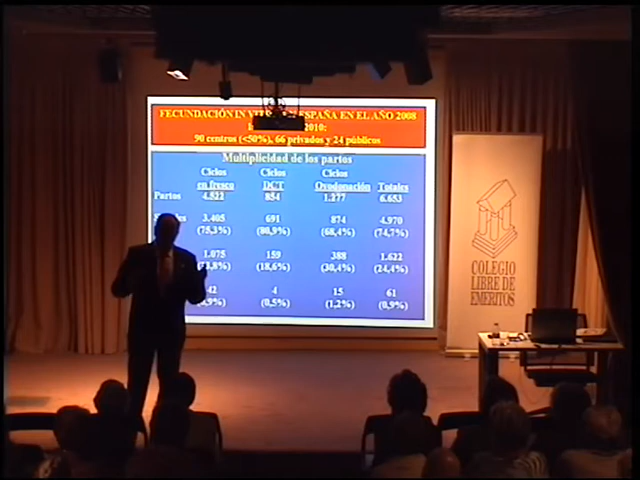 FECUNDACIÓN IN ESPAÑA EN EL AÑO 2008
2010:
90 centros (<50%), 66 privados y 24 públicos
Multiplicidad de los partos
Ciclos Ciclos Ciclos
en fresco DCT Ovodonación Totales
Partos 4.522 854 1.277 6.653
3.405 691 874 4.970
(75,3%) (80,9%) (68,4%) (74,7%)
1.075 159 388 1.622
(18,6%) (30,4%) (24,4%)
4 15 61
(0,5%) (1,2%) (0,9%)
COLEGIO
LIBRE DE
EMÉRITOS